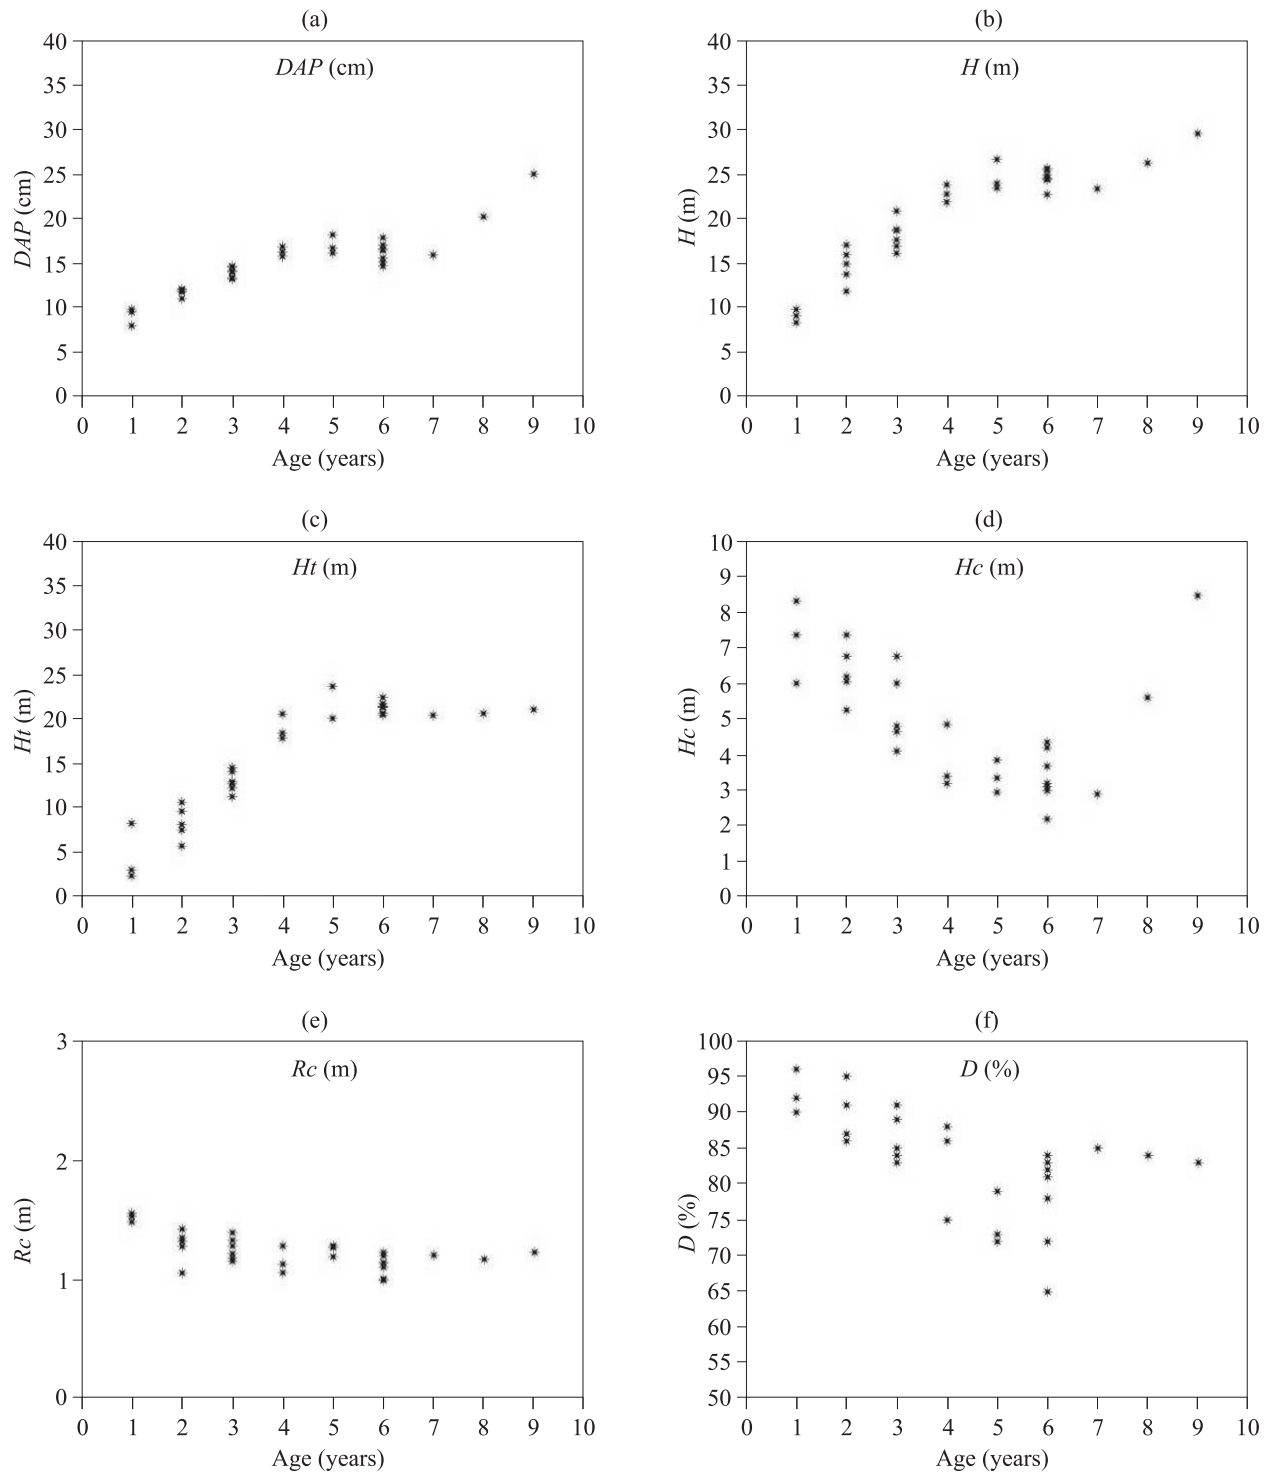 (a)
DAP (cm)
DAP (cm)
40
35
30
25
20
15
10
5
0
0 1 2 3 4 5 6 7 8 9 10
Age (years)
(b)
H (m)
H (m)
40
35
30
25
20
15
10
5
0
0 1 2 3 4 5 6 7 8 9 10
Age (years)
(c)
Ht (m)
Ht (m)
40
35
30
25
20
15
10
5
0
0 1 2 3 4 5 6 7 8 9 10
Age (years)
(d)
Hc (m)
Hc (m)
10
9
8
7
6
5
4
3
2
1
0
0 1 2 3 4 5 6 7 8 9 10
Age (years)
(e)
Rc (m)
Rc (m)
3
2
1
0
0 1 2 3 4 5 6 7 8 9 10
Age (years)
(f)
D (%)
D (%)
100
95
90
85
80
75
70
65
60
55
50
0 1 2 3 4 5 6 7 8 9 10
Age (years)